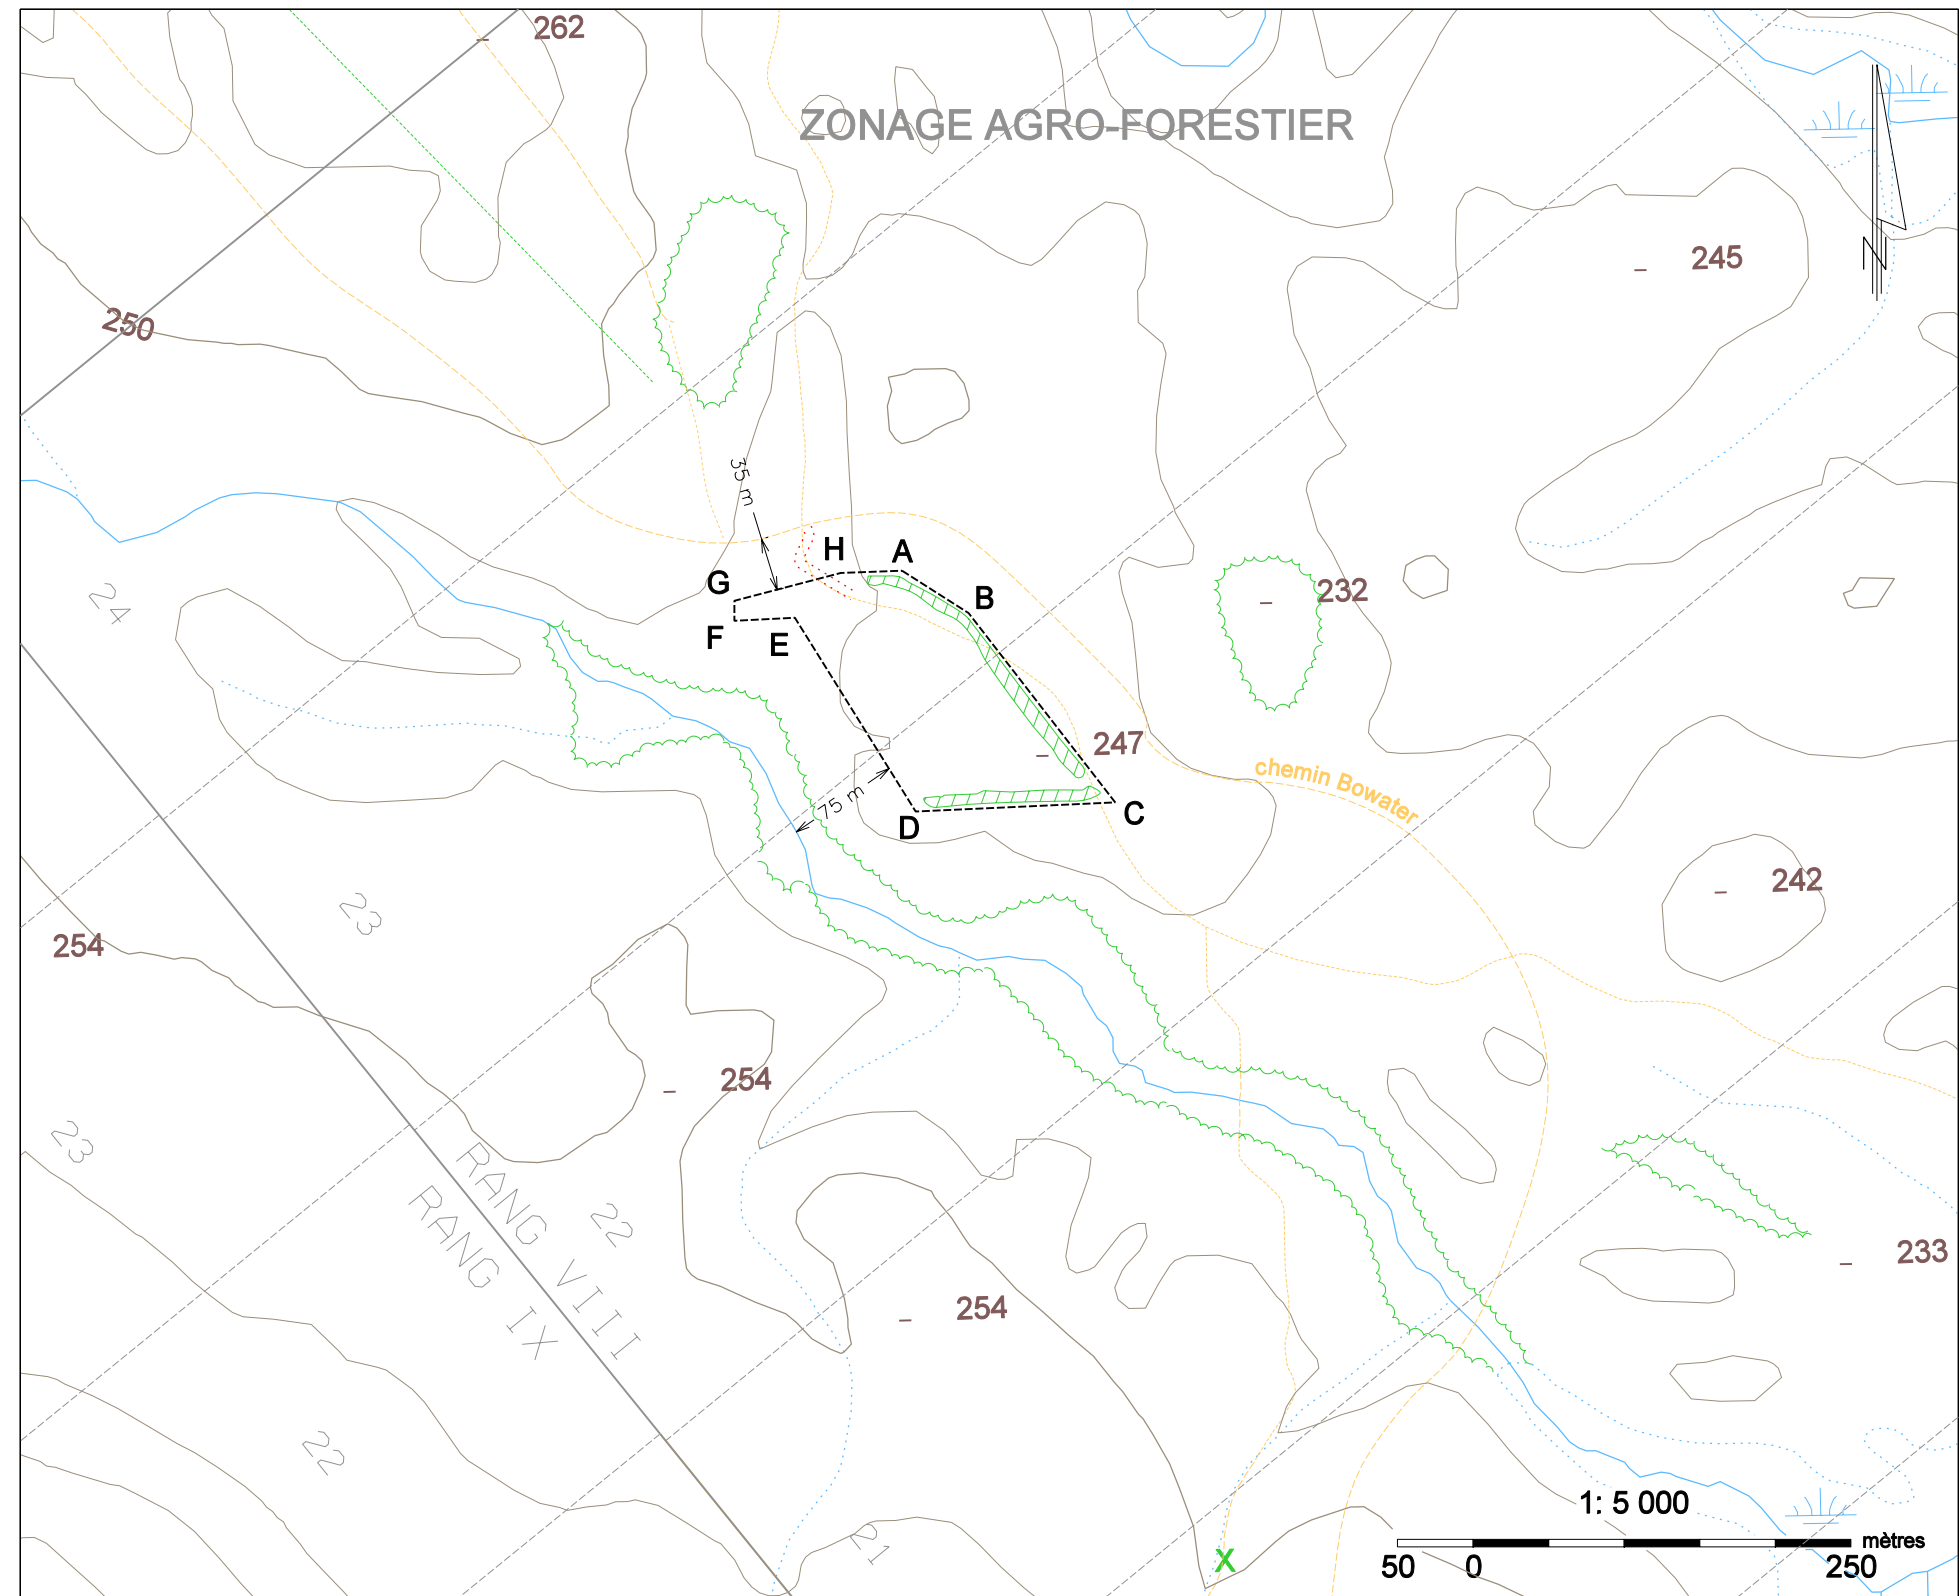 262
ZONAGE AGRO-FORESTIER
245
N
250
35 m
H
A
G
B
232
24
F
E
247
chemin Bowater
75 m
C
D
242
23
254
254
23
RANG VIII
22
RANG IX
233
254
22
1: 5 000
21
mètres
X
50 0 250